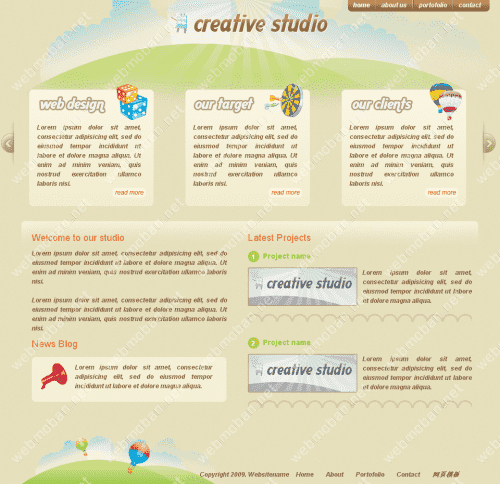 home about us portofolio contact
creative studio
web design
Lorem ipsum dolor sit amet,
consectetur adipisicing elit, sed do
eiusmod tempor incididunt ut
labore et dolore magna aliqua. Ut
enim ad minim veniam, quis
nostrud exercitation ullamco
laboris nisi.
read more
our target
Lorem ipsum dolor sit amet,
consectetur adipisicing elit, sed do
eiusmod tempor incididunt ut
labore et dolore magna aliqua. Ut
enim ad minim veniam, quis
nostrud exercitation ullamco
laboris nisi.
read more
our clients
Lorem ipsum dolor sit amet,
consectetur adipisicing elit, sed do
eiusmod tempor incididunt ut
labore et dolore magna aliqua. Ut
enim ad minim veniam, quis
nostrud exercitation ullamco
laboris nisi.
read more
Welcome to our studio
Lorem ipsum dolor sit amet, consectetur adipisicing elit, sed do
eiusmod tempor incididunt ut labore et dolore magna aliqua. Ut
enim ad minim veniam, quis nostrud exercitation ullamco laboris
nisi.
Lorem ipsum dolor sit amet, consectetur adipisicing elit, sed do
eiusmod tempor incididunt ut labore et dolore magna aliqua. Ut
enim ad minim veniam, quis nostrud exercitation ullamco laboris
nisi.
News Blog
Lorem ipsum dolor sit amet, consectetur
adipisicing elit, sed do eiusmod tempor
incididunt ut labore et dolore magna aliqua.
Latest Projects
1 Project name
creative studio
Lorem ipsum dolor sit amet,
consectetur adipisicing elit, sed do
eiusmod tempor incididunt ut labore
et dolore magna aliqua.
2 Project name
creative studio
Lorem ipsum dolor sit amet,
consectetur adipisicing elit, sed do
eiusmod tempor incididunt ut labore
et dolore magna aliqua.
Copyright 2009. Websitename Home About Portofolio Contact 网页模板